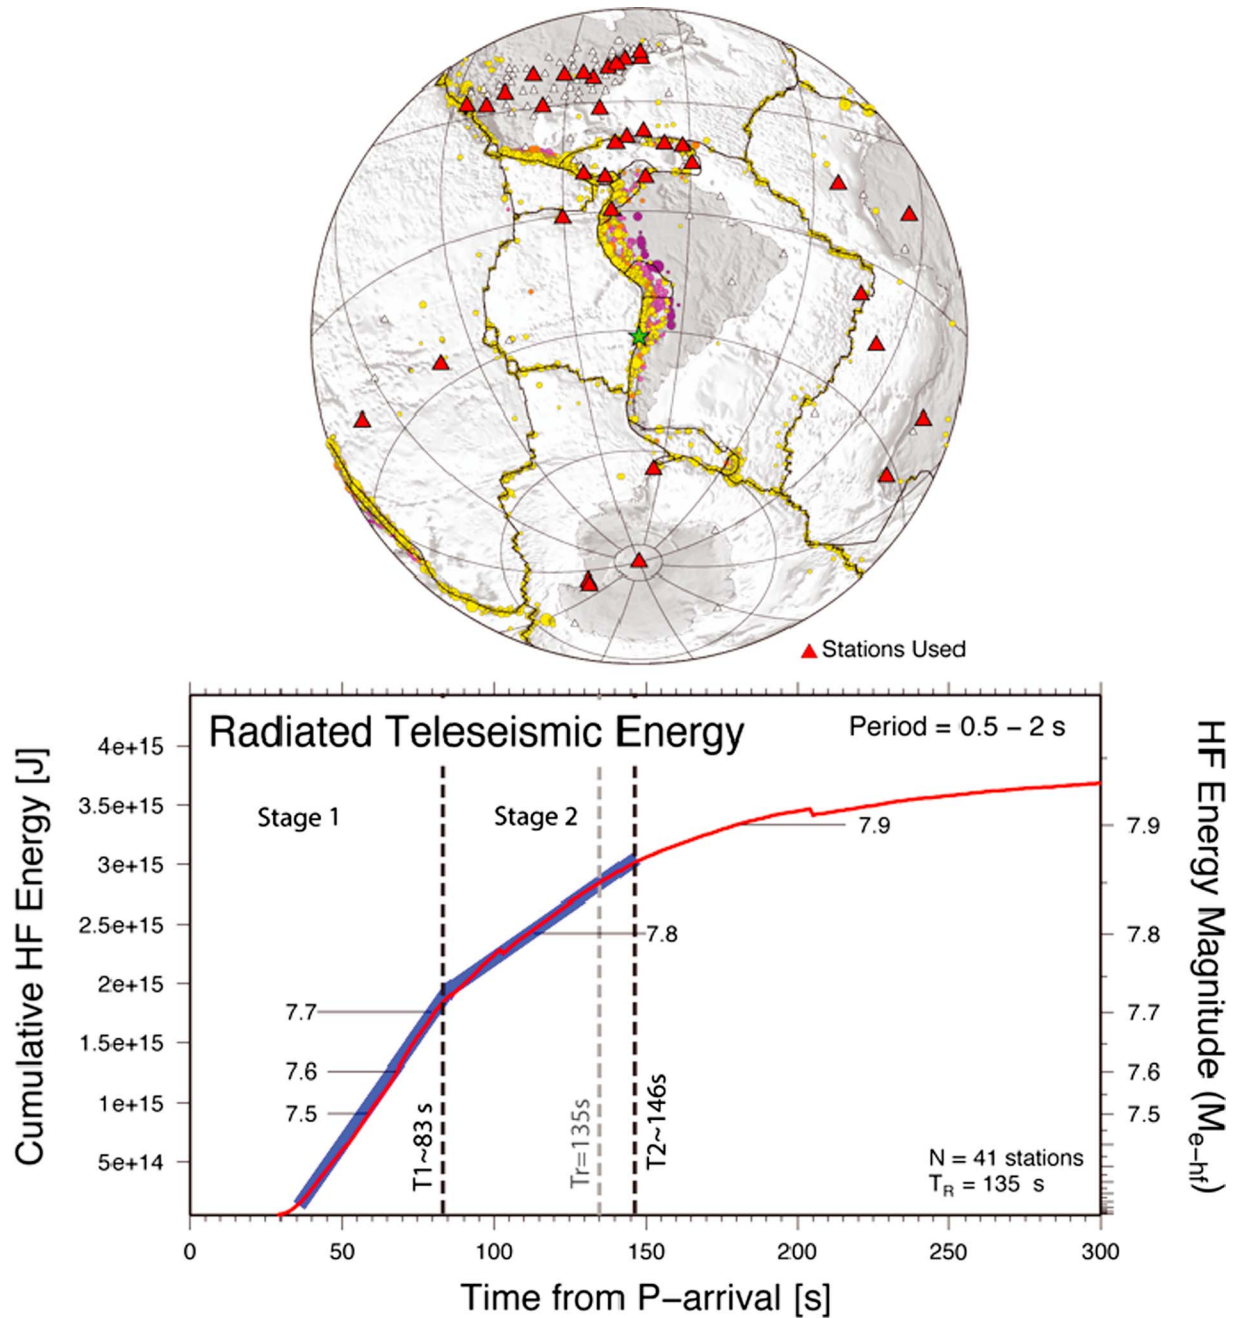 Stations Used
Radiated Teleseismic Energy
Period = 0.5 – 2 s
Cumulative HF Energy [J]
HF Energy Magnitude (Me–hf)
4e+15
3.5e+15
3e+15
2.5e+15
2e+15
1.5e+15
1e+15
5e+14
Stage 1
Stage 2
7.9
7.8
7.7
7.6
7.5
7.9
7.8
7.7
7.6
7.5
T1~83 s
Tr=135s
T2~146s
N = 41 stations
TR = 135 s
0 50 100 150 200 250 300
Time from P–arrival [s]